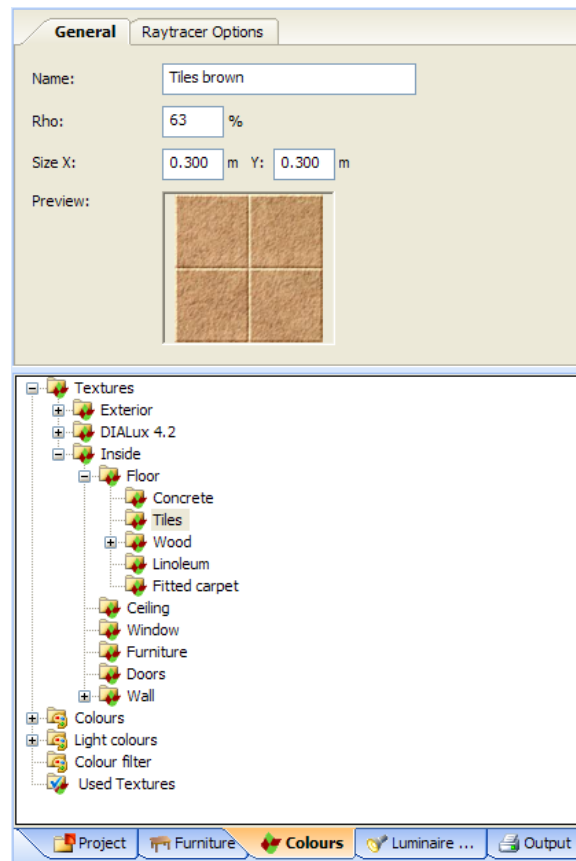 General Raytracer Options
Name: Tiles brown
Rho: 63 %
Size X: 0.300 m Y: 0.300 m
Preview:
Textures
Exterior
DIALux 4.2
Inside
Floor
Concrete
Tiles
Wood
Linoleum
Fitted carpet
Ceiling
Window
Furniture
Doors
Wall
Colours
Light colours
Colour filter
Used Textures
Project Furniture Colours Luminaire ... Output